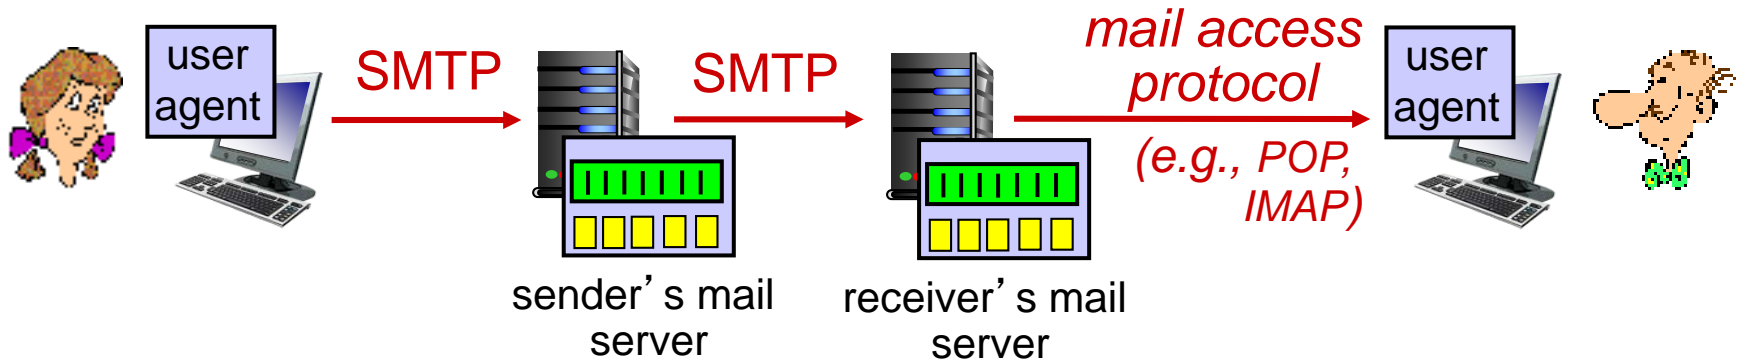 user
agent
SMTP
SMTP
mail access
protocol
(e.g., POP,
IMAP)
user
agent
sender’s mail
server
receiver’s mail
server